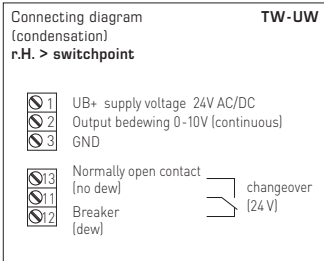 Connecting diagram TW-UW
(condensation)
r.H. > switchpoint
1 UB+ supply voltage 24V AC/DC
2 Output bedewing 0-10V (continuous)
3 GND
13 Normally open contact
(no dew)
changeover
11
(24 V)
12 Breaker
(dew)